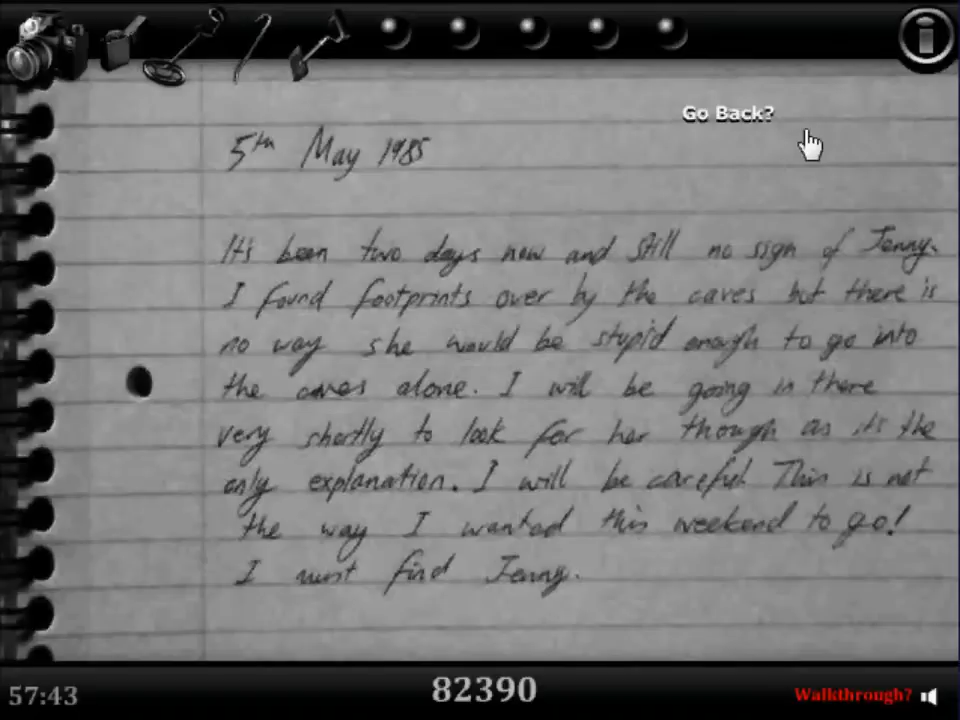 Go Back?
5th May 1985
It's been two days now and still no sign of Jenny.
I found footprints over by the caves but there is
no way she would be stupid enough to go into
the caves alone. I will be going in there
very shortly to look for her though as it's the
only explanation. I will be careful. This is not
the way I wanted this weekend to go!
I must find Jenny.
57:43
82390
Walkthrough?